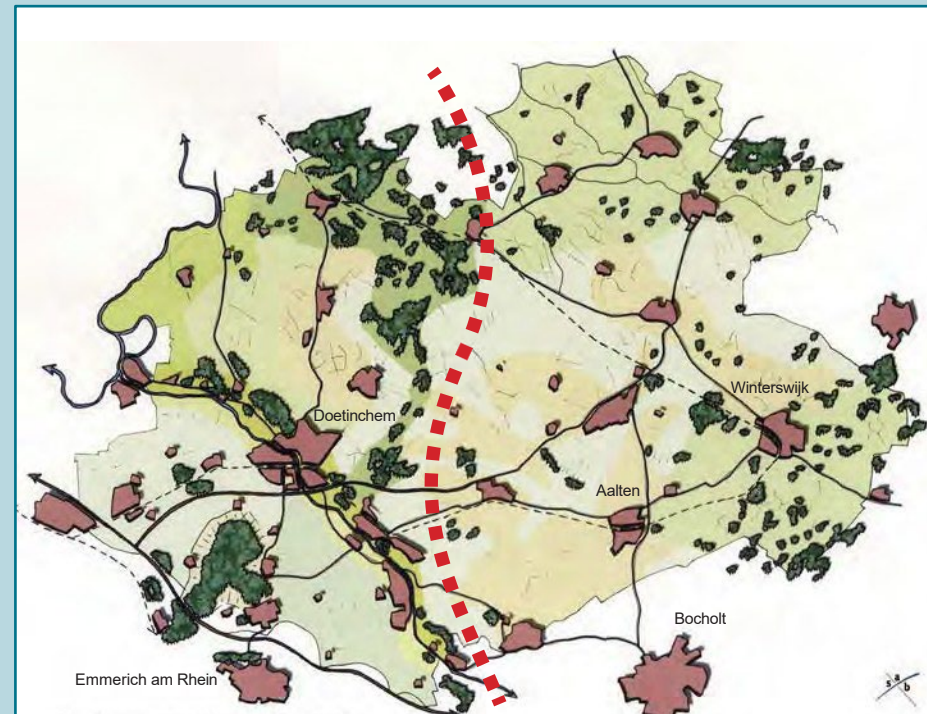 Winterswijk
Doetinchem
Aalten
Bocholt
Emmerich am Rhein
s a b